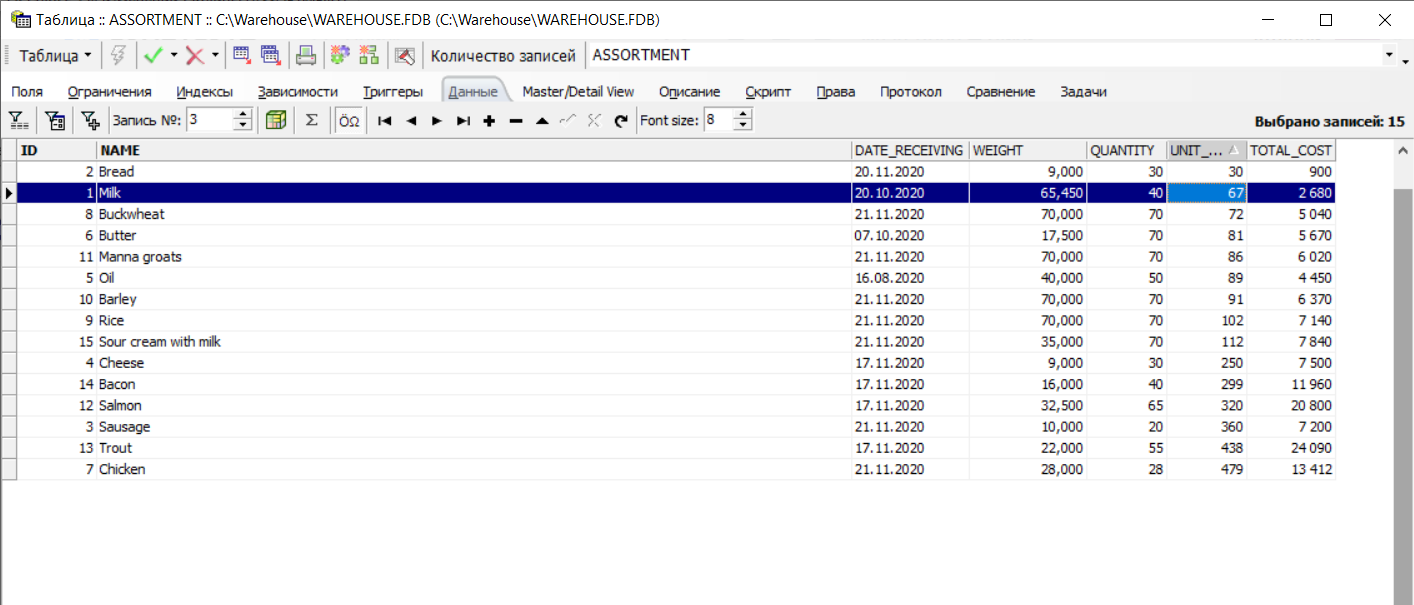 Таблица :: ASSORTMENT :: C:\Warehouse\WAREHOUSE.FDB (C:\Warehouse\WAREHOUSE.FDB)
Таблица Количество записей ASSORTMENT
Поля Ограничения Индексы Зависимости Триггеры Данные Master/Detail View Описание Скрипт Права Протокол Сравнение Задачи
Запись №: 3 Σ ÖΩ Font size: 8 Выбрано записей: 15
ID NAME DATE_RECEIVING WEIGHT QUANTITY UNIT_... TOTAL_COST
2 Bread 20.11.2020 9,000 30 30 900
1 Milk 20.10.2020 65,450 40 67 2 680
8 Buckwheat 21.11.2020 70,000 70 72 5 040
6 Butter 07.10.2020 17,500 70 81 5 670
11 Manna groats 21.11.2020 70,000 70 86 6 020
5 Oil 16.08.2020 40,000 50 89 4 450
10 Barley 21.11.2020 70,000 70 91 6 370
9 Rice 21.11.2020 70,000 70 102 7 140
15 Sour cream with milk 21.11.2020 35,000 70 112 7 840
4 Cheese 17.11.2020 9,000 30 250 7 500
14 Bacon 17.11.2020 16,000 40 299 11 960
12 Salmon 17.11.2020 32,500 65 320 20 800
3 Sausage 21.11.2020 10,000 20 360 7 200
13 Trout 17.11.2020 22,000 55 438 24 090
7 Chicken 21.11.2020 28,000 28 479 13 412